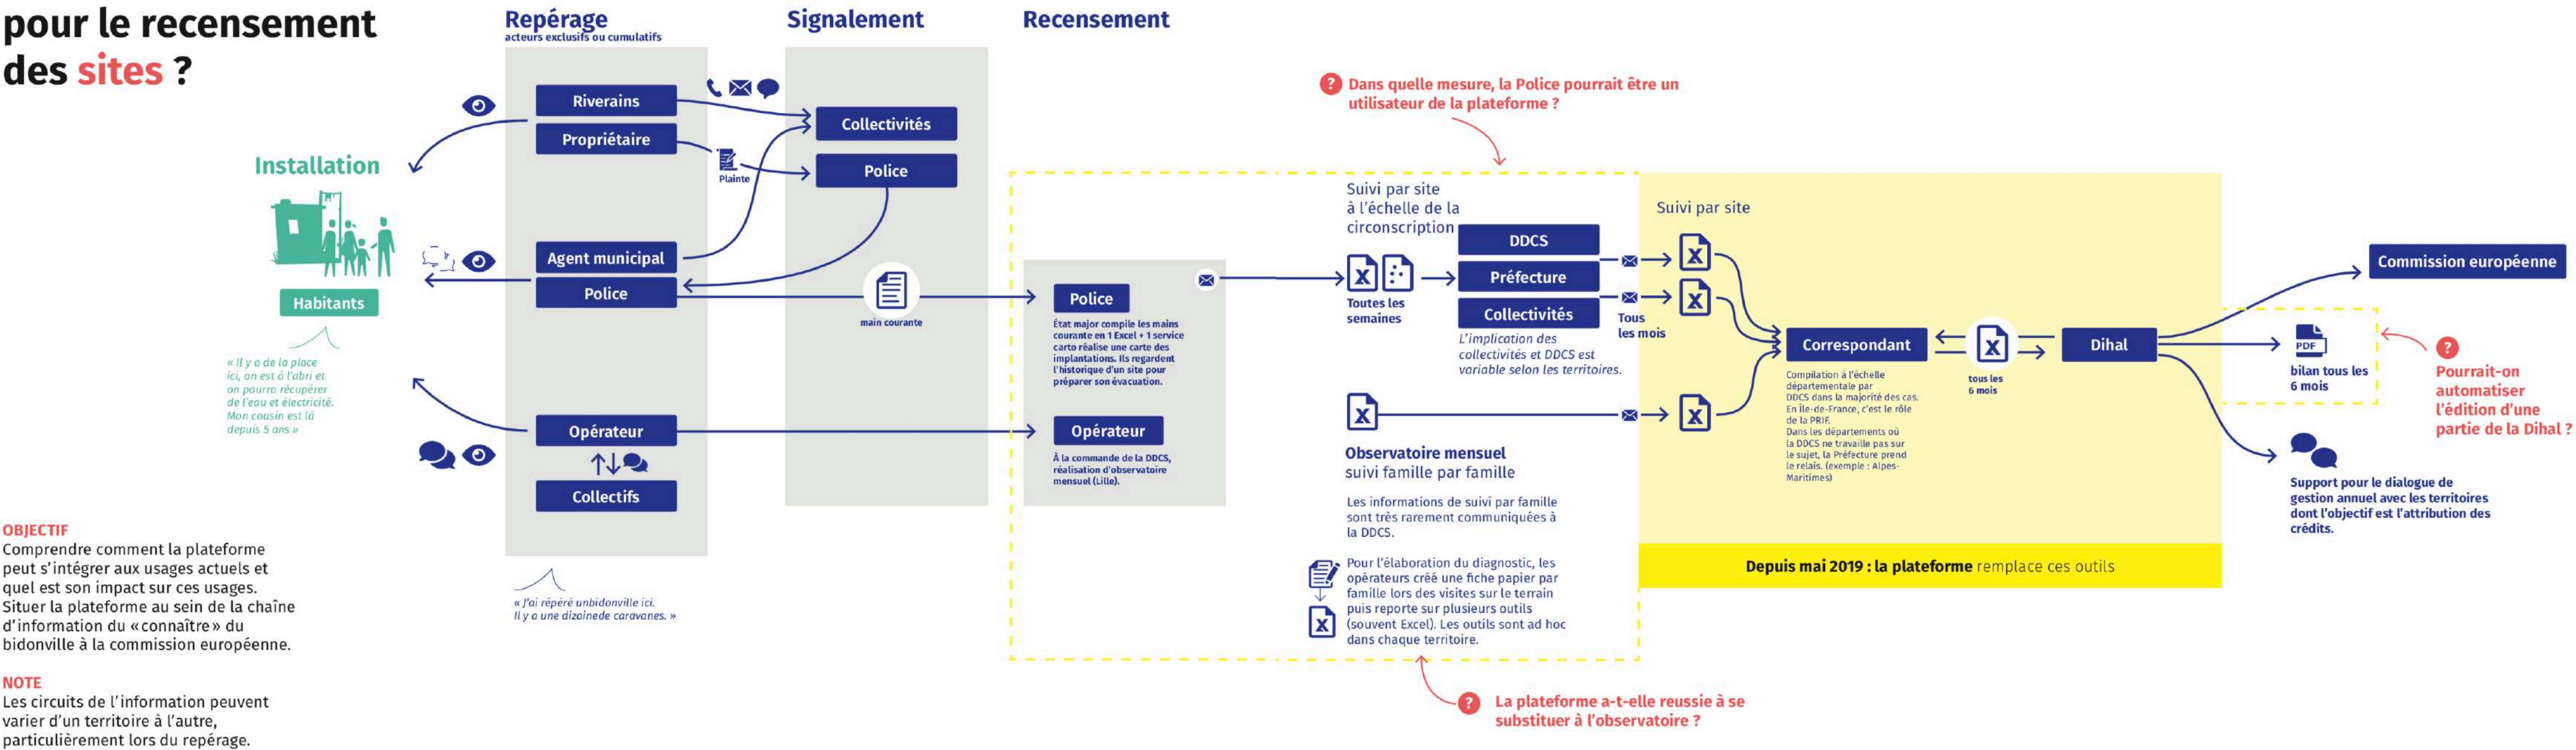 pour le recensement
des sites ?
Installation
Habitants
« Il y a de la place
ici, on est à l'abri et
on pourra récupérer
de l'eau et électricité.
Mon cousin est là
depuis 5 ans »
OBJECTIF
Comprendre comment la plateforme
peut s'intégrer aux usages actuels et
quel est son impact sur ces usages.
Situer la plateforme au sein de la chaîne
d'information du «connaître» du
bidonville à la commission européenne.
NOTE
Les circuits de l'information peuvent
varier d'un territoire à l'autre,
particulièrement lors du repérage.
Repérage
acteurs exclusifs ou cumulatifs
Riverains
Propriétaire
Agent municipal
Police
Opérateur
Collectifs
« J'ai répéré unbidonville ici.
Il y a une dizainede caravanes. »
Plainte
Signalement
Collectivités
Police
main courante
Recensement
Police
État major compile les mains
courante en 1 Excel + 1 service
carto réalise une carte des
implantations. Ils regardent
l'historique d'un site pour
préparer son évacuation.
Opérateur
À la commande de la DDCS,
réalisation d'observatoire
mensuel (Lille).
? Dans quelle mesure, la Police pourrait être un
utilisateur de la plateforme ?
Suivi par site
à l'échelle de la
circonscription
X
Toutes les
semaines
DDCS
Préfecture
Collectivités
L'implication des
collectivités et DDCS est
variable selon les territoires.
Tous
les mois
X
Observatoire mensuel
suivi famille par famille
Les informations de suivi par famille
sont très rarement communiquées à
la DDCS.
Pour l'élaboration du diagnostic, les
opérateurs créé une fiche papier par
famille lors des visites sur le terrain
puis reporte sur plusieurs outils
(souvent Excel). Les outils sont ad hoc
dans chaque territoire.
X
? La plateforme a-t-elle reussie à se
substituer à l'observatoire ?
Suivi par site
X
X
X
Correspondant
Compilation à l'échelle
départementale par
DDCS dans la majorité des cas.
En Île-de-France, c'est le rôle
de la PRIF.
Dans les départements où
la DDCS ne travaille pas sur
le sujet, la Préfecture prend
le relais. (exemple : Alpes-
Maritimes)
X
tous les
6 mois
Dihal
Depuis mai 2019 : la plateforme remplace ces outils
Commission européenne
PDF
bilan tous les
6 mois
Support pour le dialogue de
gestion annuel avec les territoires
dont l'objectif est l'attribution des
crédits.
?
Pourrait-on
automatiser
l'édition d'une
partie de la Dihal ?